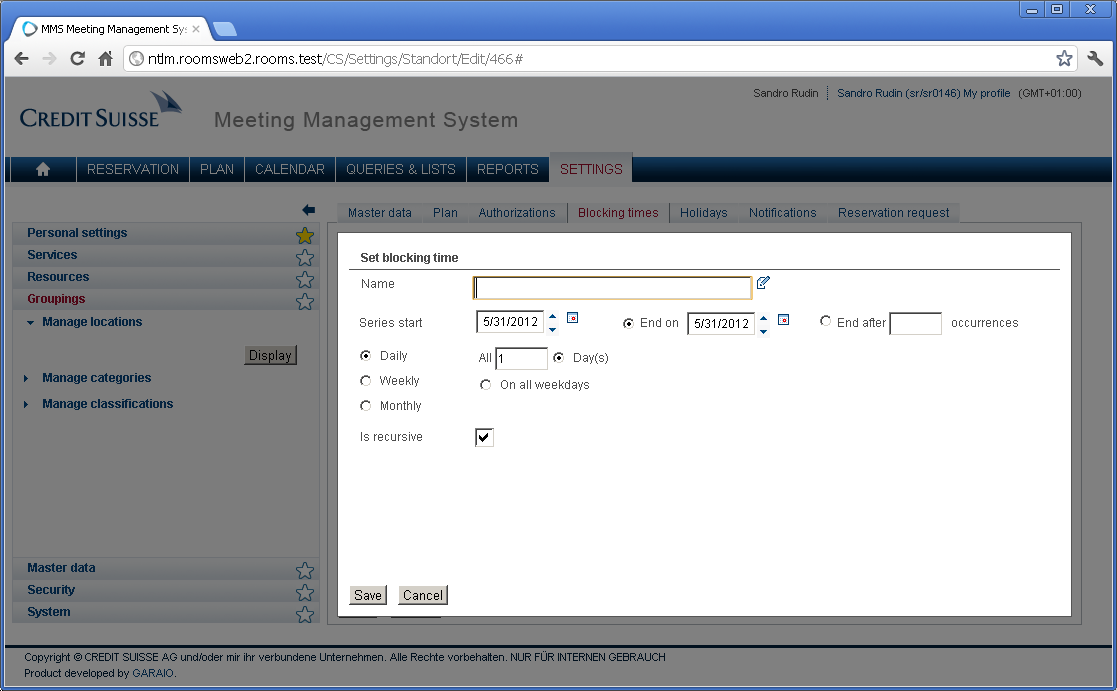 MMS Meeting Management Sy
ntlm.roomsweb2.rooms.test/CS/Settings/Standort/Edit/466#
Sandro Rudin Sandro Rudin (sr/sr0146) My profile (GMT+01:00)
CREDIT SUISSE Meeting Management System
RESERVATION PLAN CALENDAR QUERIES & LISTS REPORTS SETTINGS
Master data Plan Authorizations Blocking times Holidays Notifications Reservation request
Personal settings
Services
Resources
Groupings
Manage locations
Display
Manage categories
Manage classifications
Master data
Security
System
Set blocking time
Name
Series start 5/31/2012 End on 5/31/2012 End after occurrences
Daily All 1 Day(s)
Weekly On all weekdays
Monthly
Is recursive
Save Cancel
Copyright © CREDIT SUISSE AG und/oder mir ihr verbundene Unternehmen. Alle Rechte vorbehalten. NUR FÜR INTERNEN GEBRAUCH
Product developed by GARAIO.